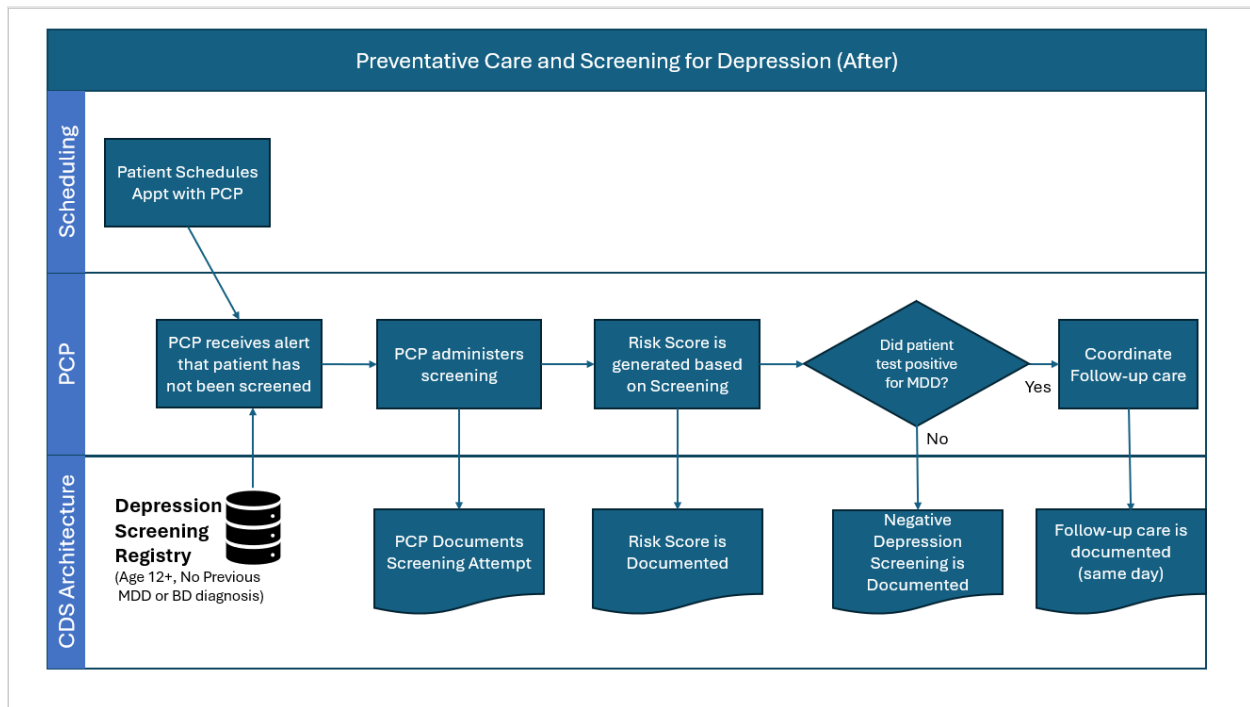 Preventative Care and Screening for Depression (After)
Scheduling
Patient Schedules
Appt with PCP
PCP
PCP receives alert
that patient has
not been screened
PCP administers
screening
Risk Score is
generated based
on Screening
Did patient
test positive
for MDD?
Yes
No
Coordinate
Follow-up care
CDS Architecture
Depression
Screening
Registry
(Age 12+, No Previous
MDD or BD diagnosis)
PCP Documents
Screening Attempt
Risk Score is
Documented
Negative
Depression
Screening is
Documented
Follow-up care is
documented
(same day)